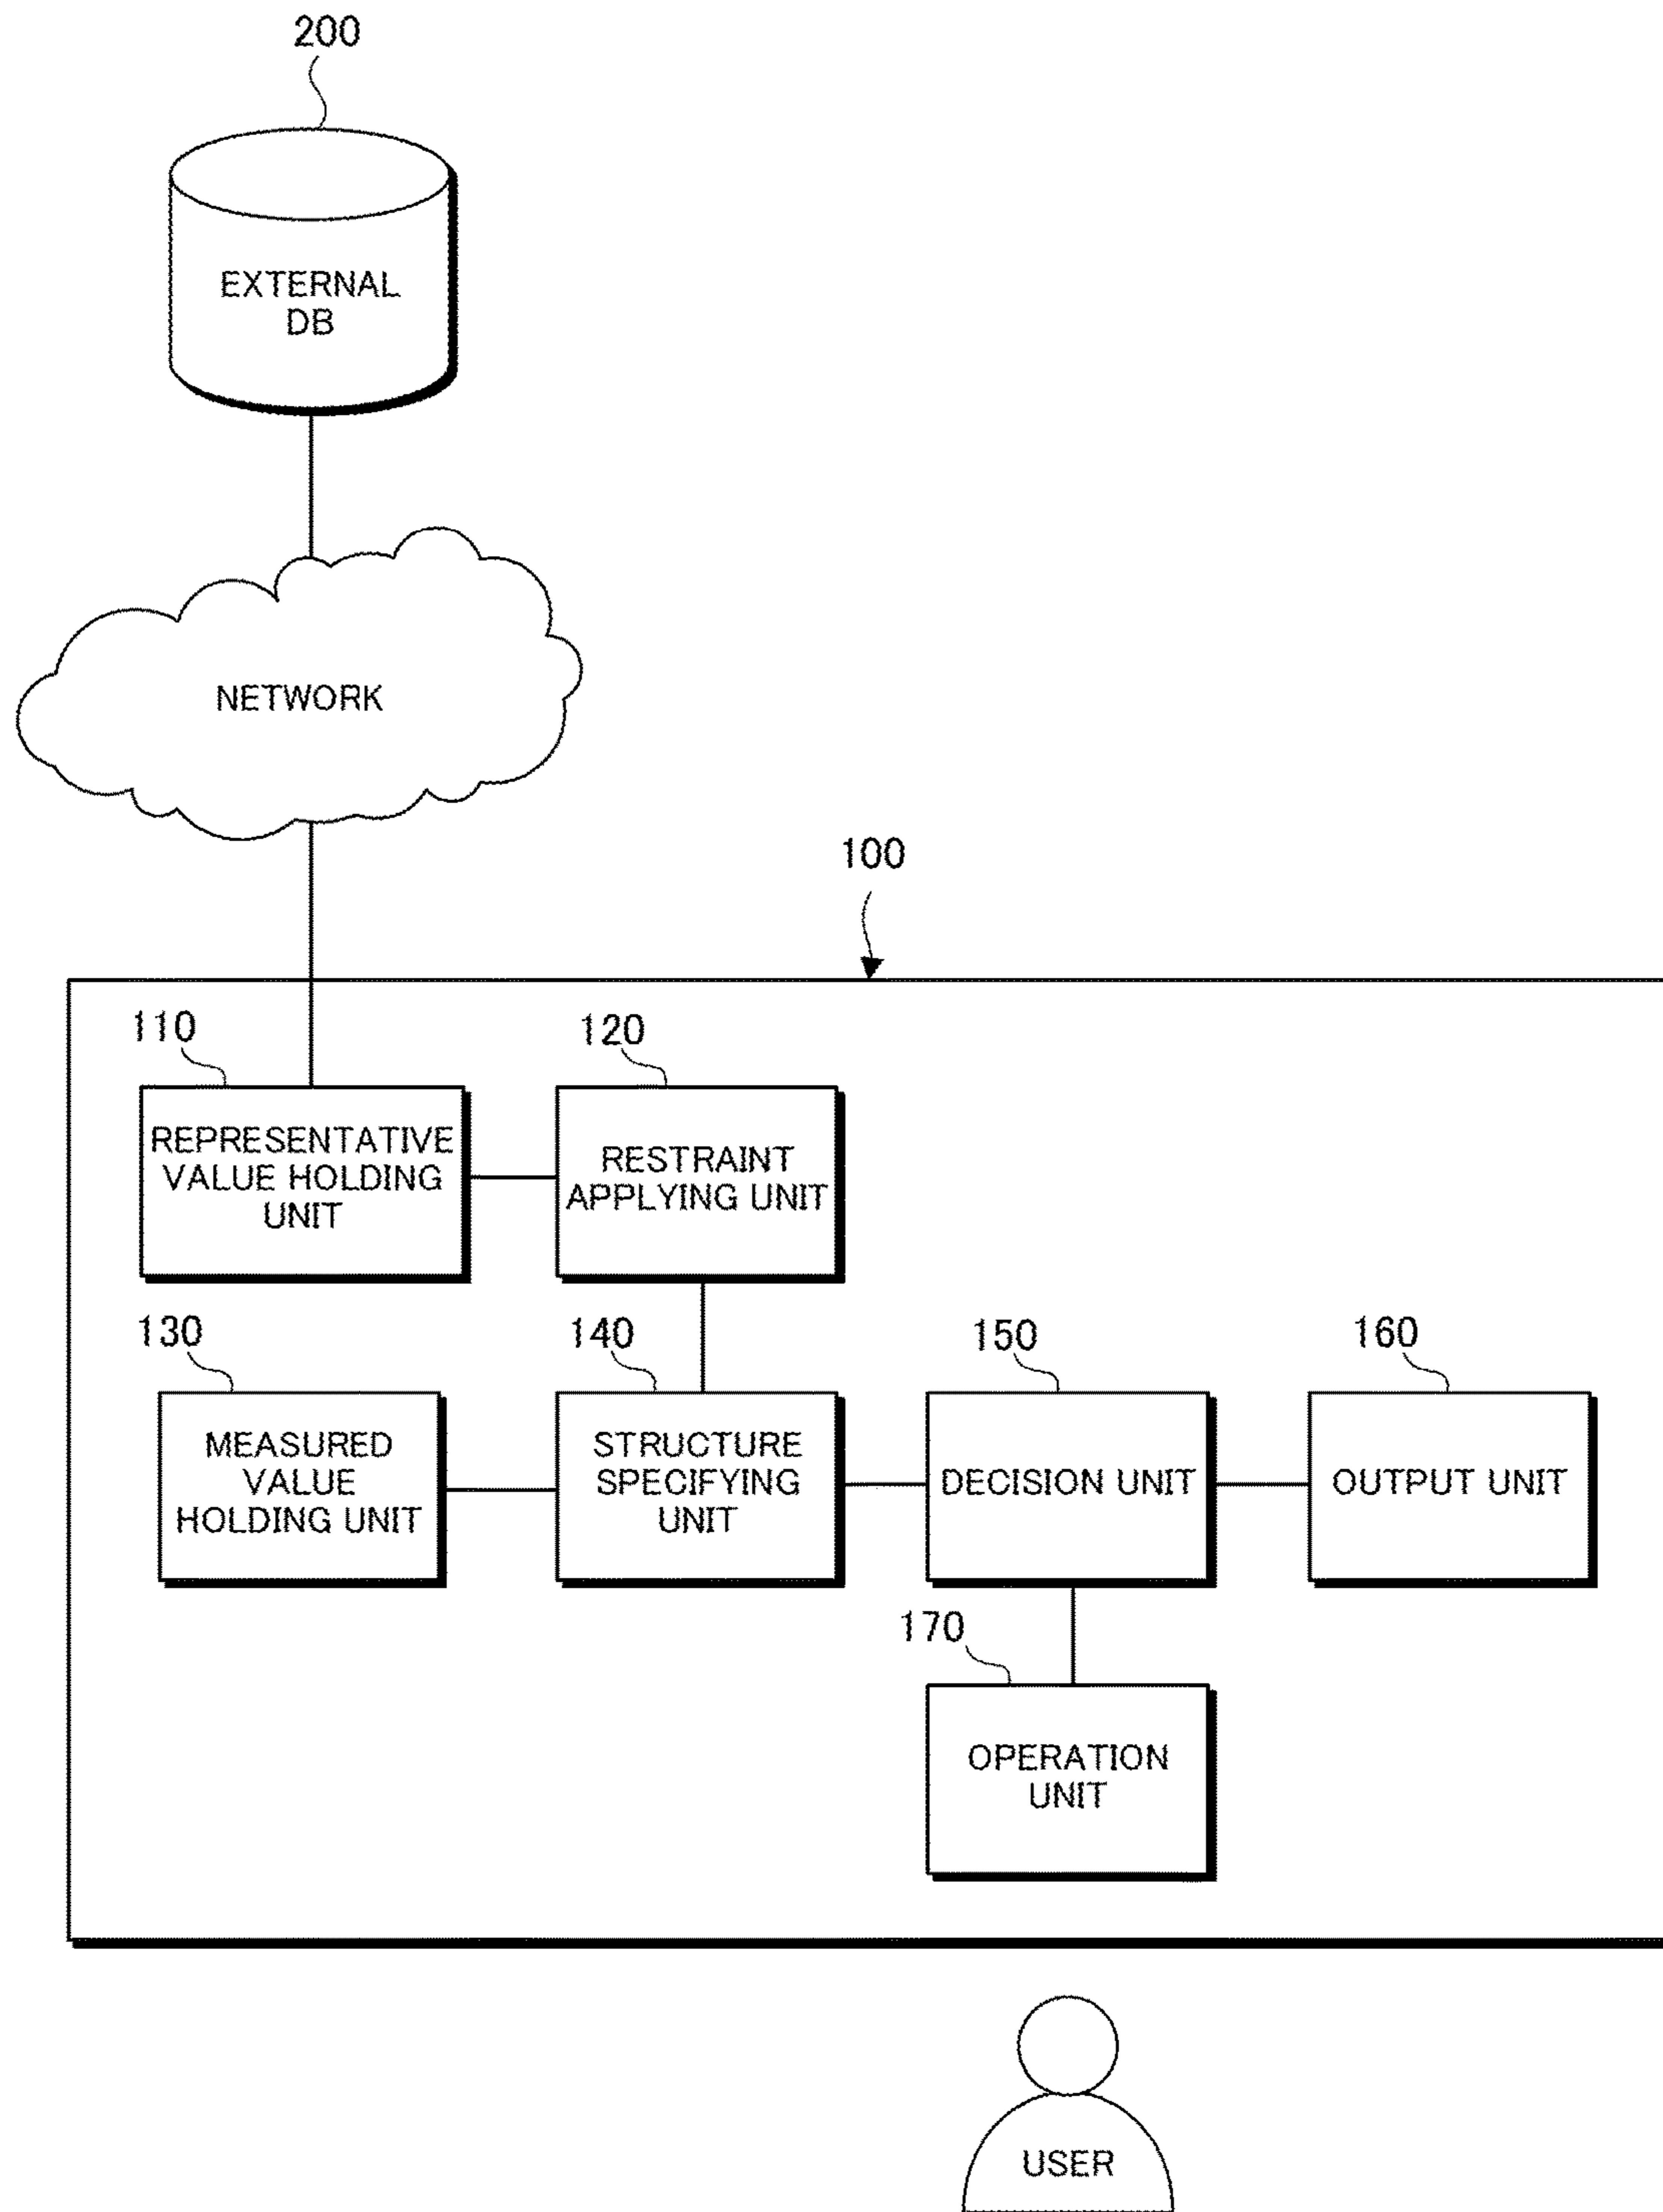 200
EXTERNAL
DB
NETWORK
100
110
120
REPRESENTATIVE
VALUE HOLDING
UNIT
RESTRAINT
APPLYING UNIT
130
140
150
160
MEASURED
VALUE
HOLDING UNIT
STRUCTURE
SPECIFYING
UNIT
DECISION UNIT
OUTPUT UNIT
170
OPERATION
UNIT
USER